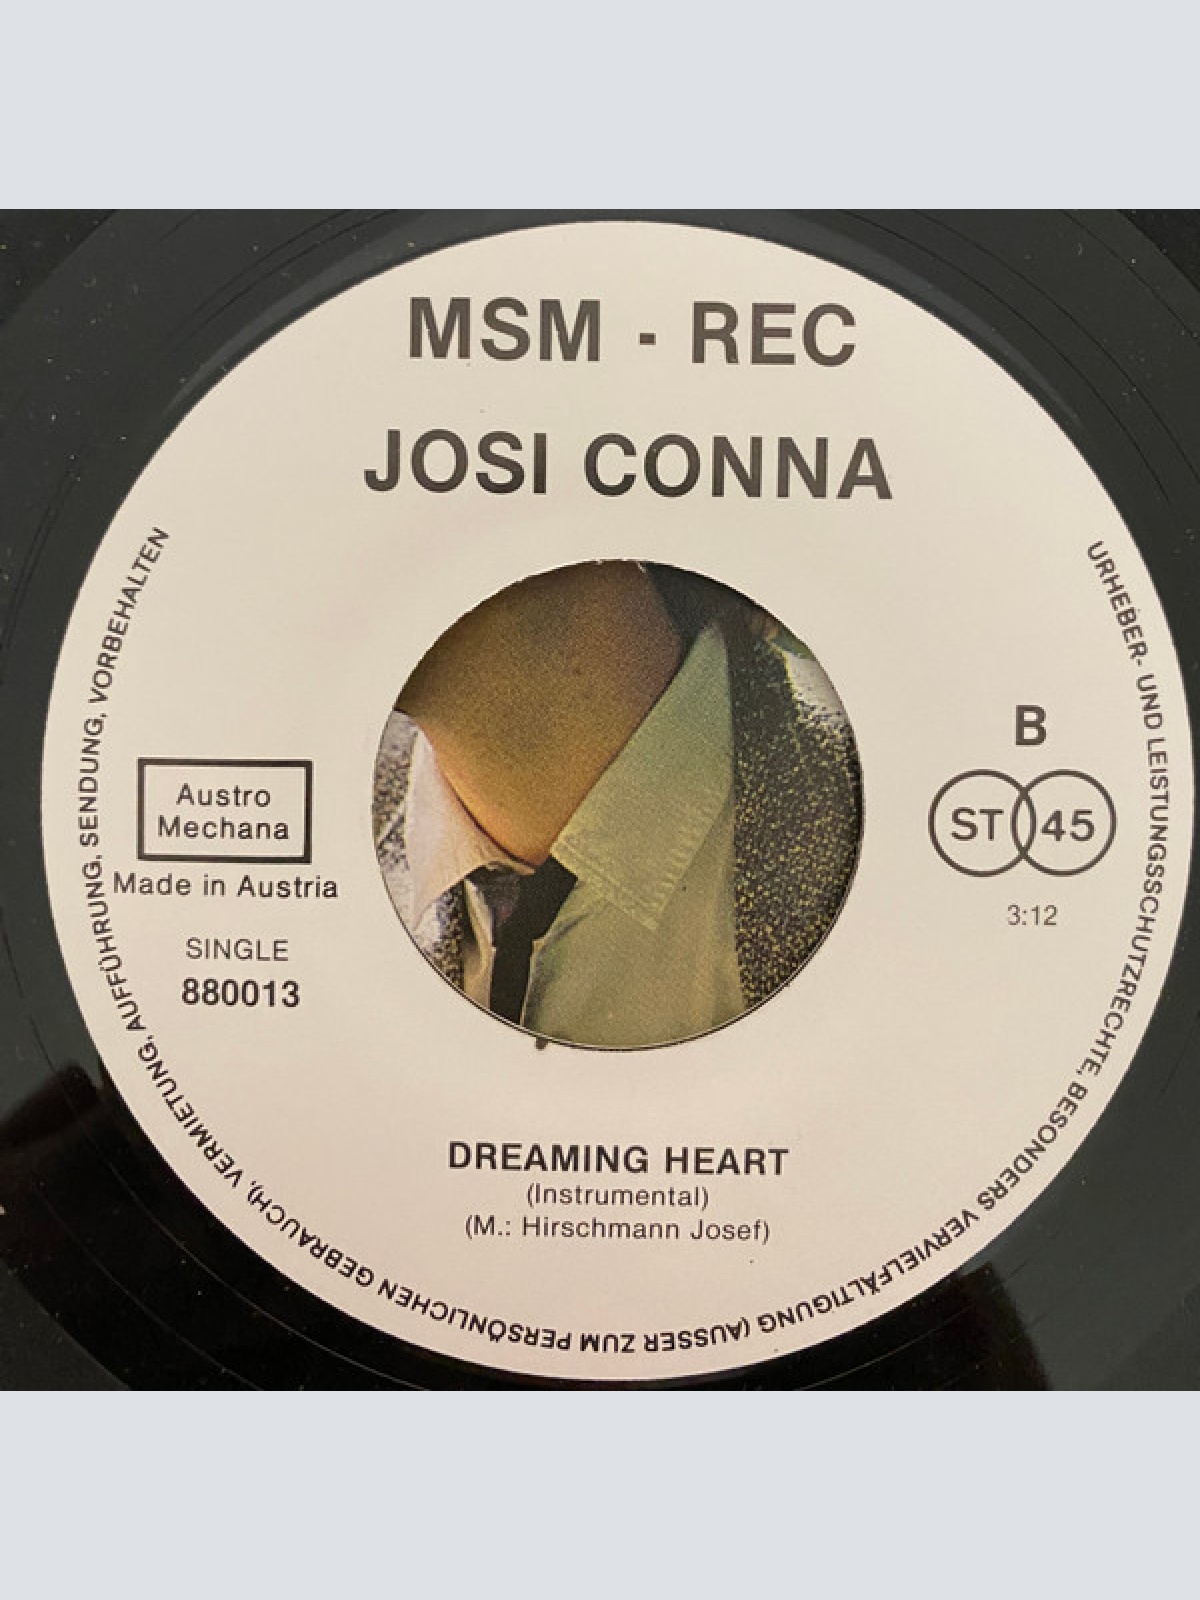 MSM - REC
JOSI CONNA
B
ST 45
3:12
Austro
Mechana
Made in Austria
SINGLE
880013
DREAMING HEART
(Instrumental)
(M.: Hirschmann Josef)
URHEBER- UND LEISTUNGSSCHUTZRECHTE, BESONDERS VERVIELFÄLTIGUNG (AUSSER ZUM PERSÖNLICHEN GEBRAUCH), VERMIETUNG, AUFFÜHRUNG, SENDUNG, VORBEHALTEN